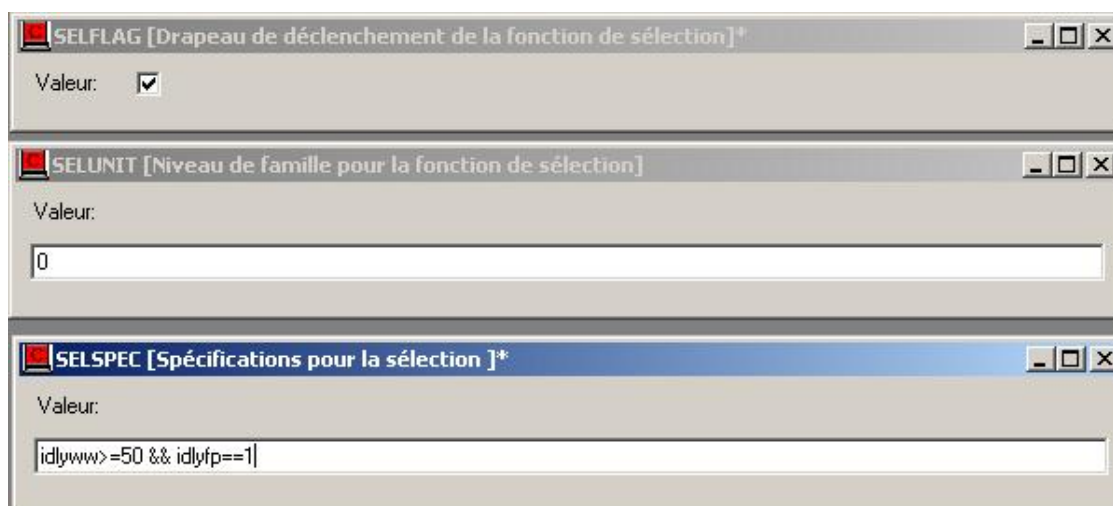 SELFLAG [Drapeau de déclenchement de la fonction de sélection]*
Valeur:
SELUNIT [Niveau de famille pour la fonction de sélection]
Valeur:
0
SELSPEC [Spécifications pour la sélection ]*
Valeur:
idlyww>=50 && idlyfp==1